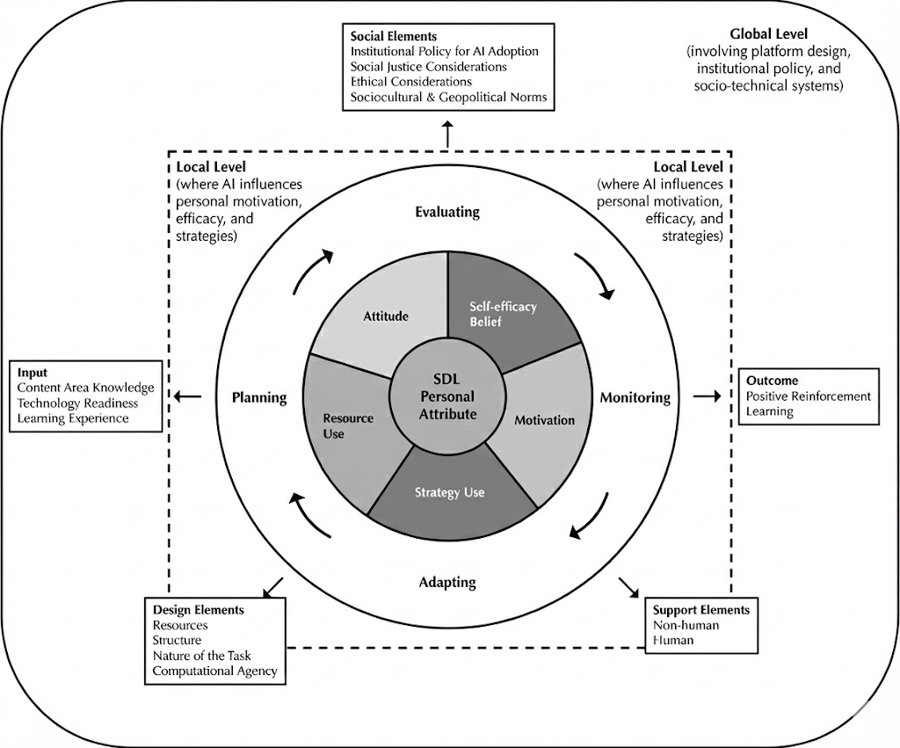 Social Elements
Institutional Policy for AI Adoption
Social Justice Considerations
Ethical Considerations
Sociocultural & Geopolitical Norms
Global Level
(involving platform design,
institutional policy, and
socio-technical systems)
Local Level
(where AI influences
personal motivation,
efficacy, and
strategies)
Local Level
(where AI influences
personal motivation,
efficacy, and
strategies)
Evaluating
Attitude
Self-efficacy
Belief
Input
Content Area Knowledge
Technology Readiness
Learning Experience
Planning
SDL
Personal
Attribute
Monitoring
Outcome
Positive Reinforcement
Learning
Resource
Use
Motivation
Strategy Use
Adapting
Design Elements
Resources
Structure
Nature of the Task
Computational Agency
Support Elements
Non-human
Human